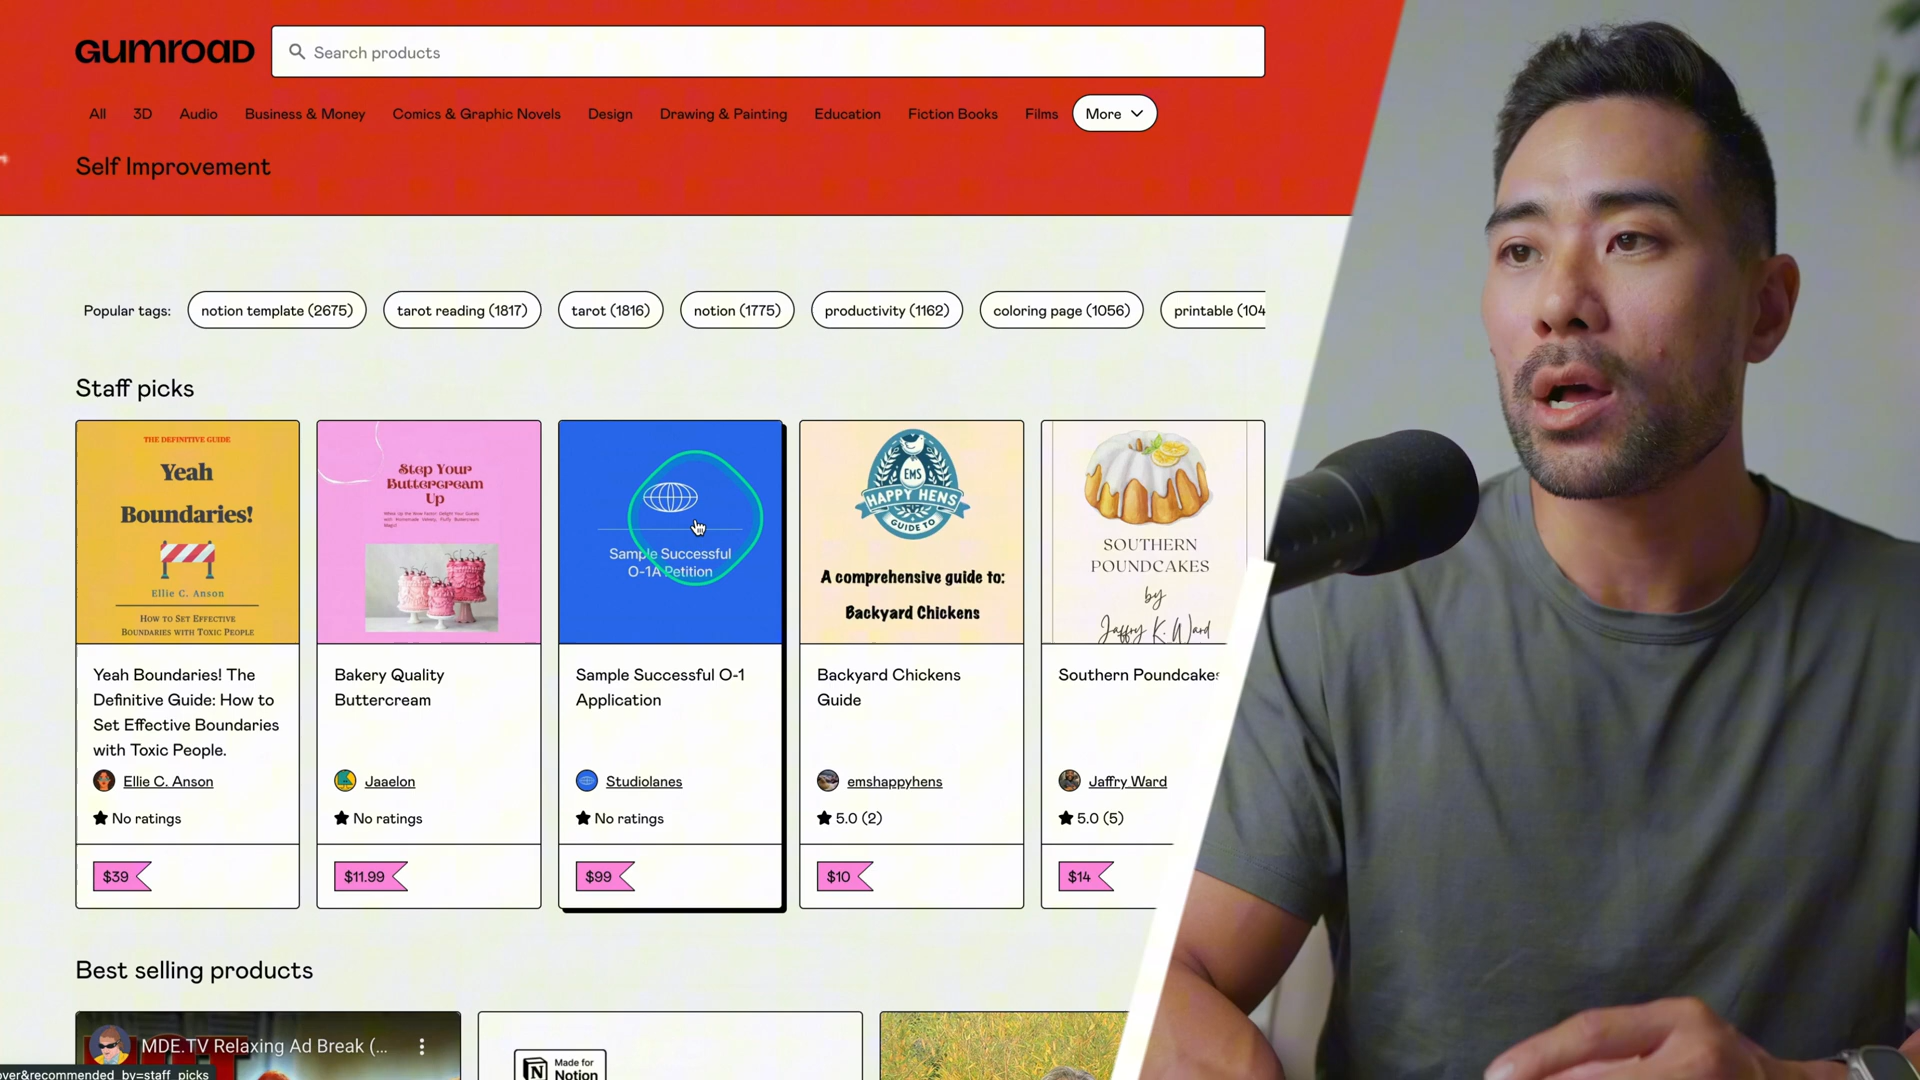 GUMROAD
Search products
All 3D Audio Business & Money Comics & Graphic Novels Design Drawing & Painting Education Fiction Books Films More
Self Improvement
Popular tags: notion template (2675) tarot reading (1817) tarot (1816) notion (1775) productivity (1162) coloring page (1056) printable (104
Staff picks
THE DEFINITIVE GUIDE
Yeah
Boundaries!
Ellie C. Anson
How to Set Effective
Boundaries with Toxic People
Yeah Boundaries! The
Definitive Guide: How to
Set Effective Boundaries
with Toxic People.
Ellie C. Anson
No ratings
$39
Step Your
Buttercream
Up
Bakery Quality
Buttercream
Jaaelon
No ratings
$11.99
Sample Successful
O-1A Petition
Sample Successful O-1
Application
Studiolanes
No ratings
$99
EMS
HAPPY HENS
GUIDE TO
A comprehensive guide to:
Backyard Chickens
Backyard Chickens
Guide
emshappyhens
5.0 (2)
$10
SOUTHERN
POUNDCAKES
by
Jaffry K. Ward
Southern Poundcakes
Jaffry Ward
5.0 (5)
$14
Best selling products
MDE.TV Relaxing Ad Break (...
Made for
Notion
over&recommended_by=staff_picks